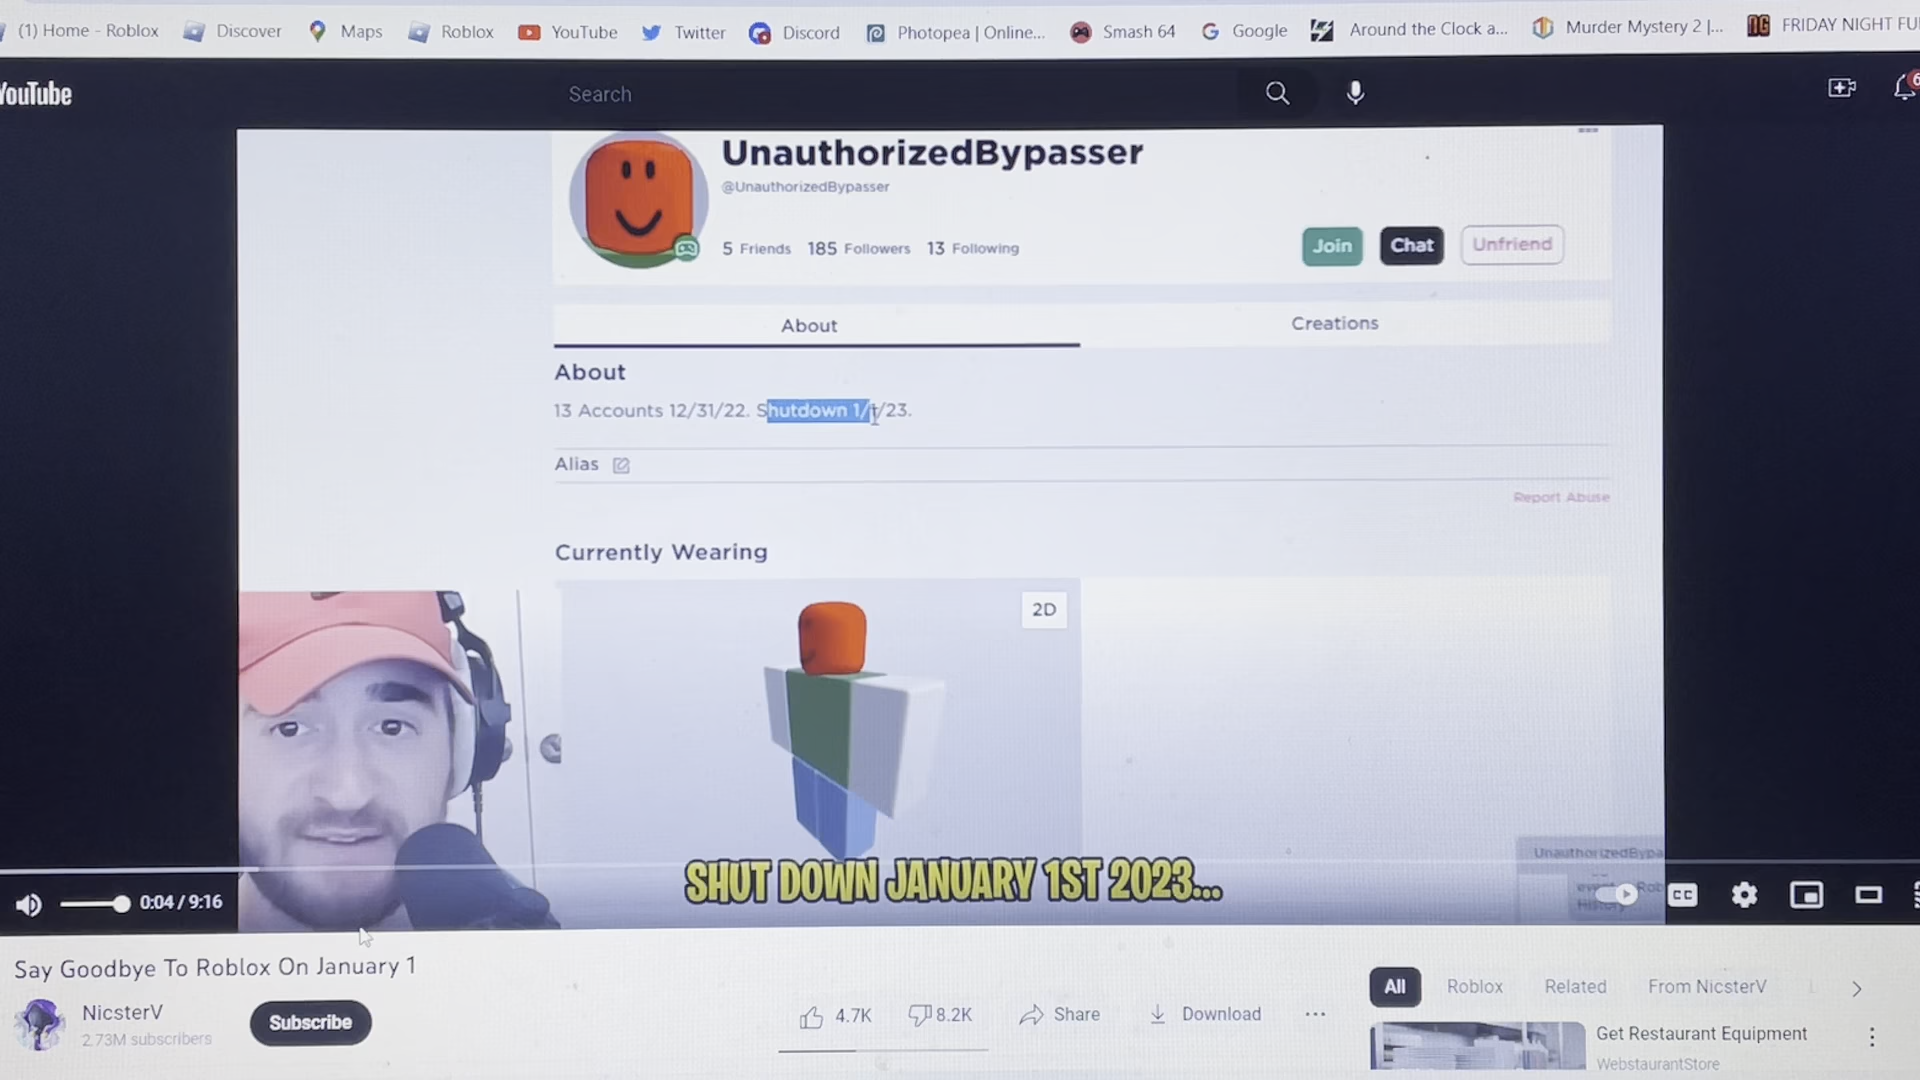 (1) Home - Roblox Discover Maps Roblox YouTube Twitter Discord Photopea | Online... Smash 64 Google Around the Clock a... Murder Mystery 2 |... FRIDAY NIGHT FU
YouTube Search 6
UnauthorizedBypasser
@UnauthorizedBypasser
5 Friends 185 Followers 13 Following
Join Chat Unfriend
About Creations
About
13 Accounts 12/31/22. Shutdown 1/1/23.
Alias
Report Abuse
Currently Wearing
2D
SHUT DOWN JANUARY 1ST 2023...
UnauthorizedBypa
0:04 / 9:16 CC
Say Goodbye To Roblox On January 1
NicsterV
2.73M subscribers
Subscribe
4.7K 8.2K Share Download ...
All Roblox Related From NicsterV
Get Restaurant Equipment
WebstaurantStore